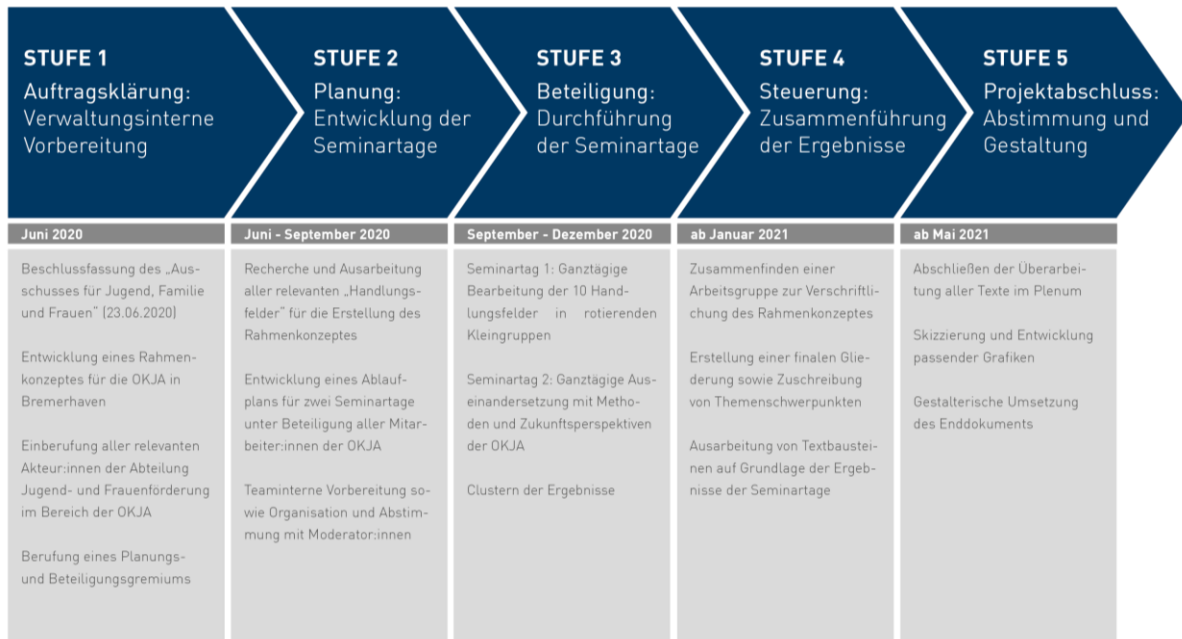 STUFE 1
Auftragsklärung:
Verwaltungsinterne
Vorbereitung
STUFE 2
Planung:
Entwicklung der
Seminartage
STUFE 3
Beteiligung:
Durchführung
der Seminartage
STUFE 4
Steuerung:
Zusammenführung
der Ergebnisse
STUFE 5
Projektabschluss:
Abstimmung und
Gestaltung
Juni 2020
Beschlussfassung des „Aus-
schusses für Jugend, Familie
und Frauen“ (23.06.2020)
Entwicklung eines Rahmen-
konzeptes für die OKJA in
Bremerhaven
Einberufung aller relevanten
Akteur:innen der Abteilung
Jugend- und Frauenförderung
im Bereich der OKJA
Berufung eines Planungs-
und Beteiligungsgremiums
Juni - September 2020
Recherche und Ausarbeitung
aller relevanten „Handlungs-
felder“ für die Erstellung des
Rahmenkonzeptes
Entwicklung eines Ablauf-
plans für zwei Seminartage
unter Beteiligung aller Mitar-
beiter:innen der OKJA
Teaminterne Vorbereitung so-
wie Organisation und Abstim-
mung mit Moderator:innen
September - Dezember 2020
Seminartag 1: Ganztägige
Bearbeitung der 10 Hand-
lungsfelder in rotierenden
Kleingruppen
Seminartag 2: Ganztägige Aus-
einandersetzung mit Metho-
den und Zukunftsperspektiven
der OKJA
Clustern der Ergebnisse
ab Januar 2021
Zusammenfinden einer
Arbeitsgruppe zur Verschriftli-
chung des Rahmenkonzeptes
Erstellung einer finalen Glie-
derung sowie Zuschreibung
von Themenschwerpunkten
Ausarbeitung von Textbaustei-
nen auf Grundlage der Ergeb-
nisse der Seminartage
ab Mai 2021
Abschließen der Überarbei-
tung aller Texte im Plenum
Skizzierung und Entwicklung
passender Grafiken
Gestalterische Umsetzung
des Enddokuments